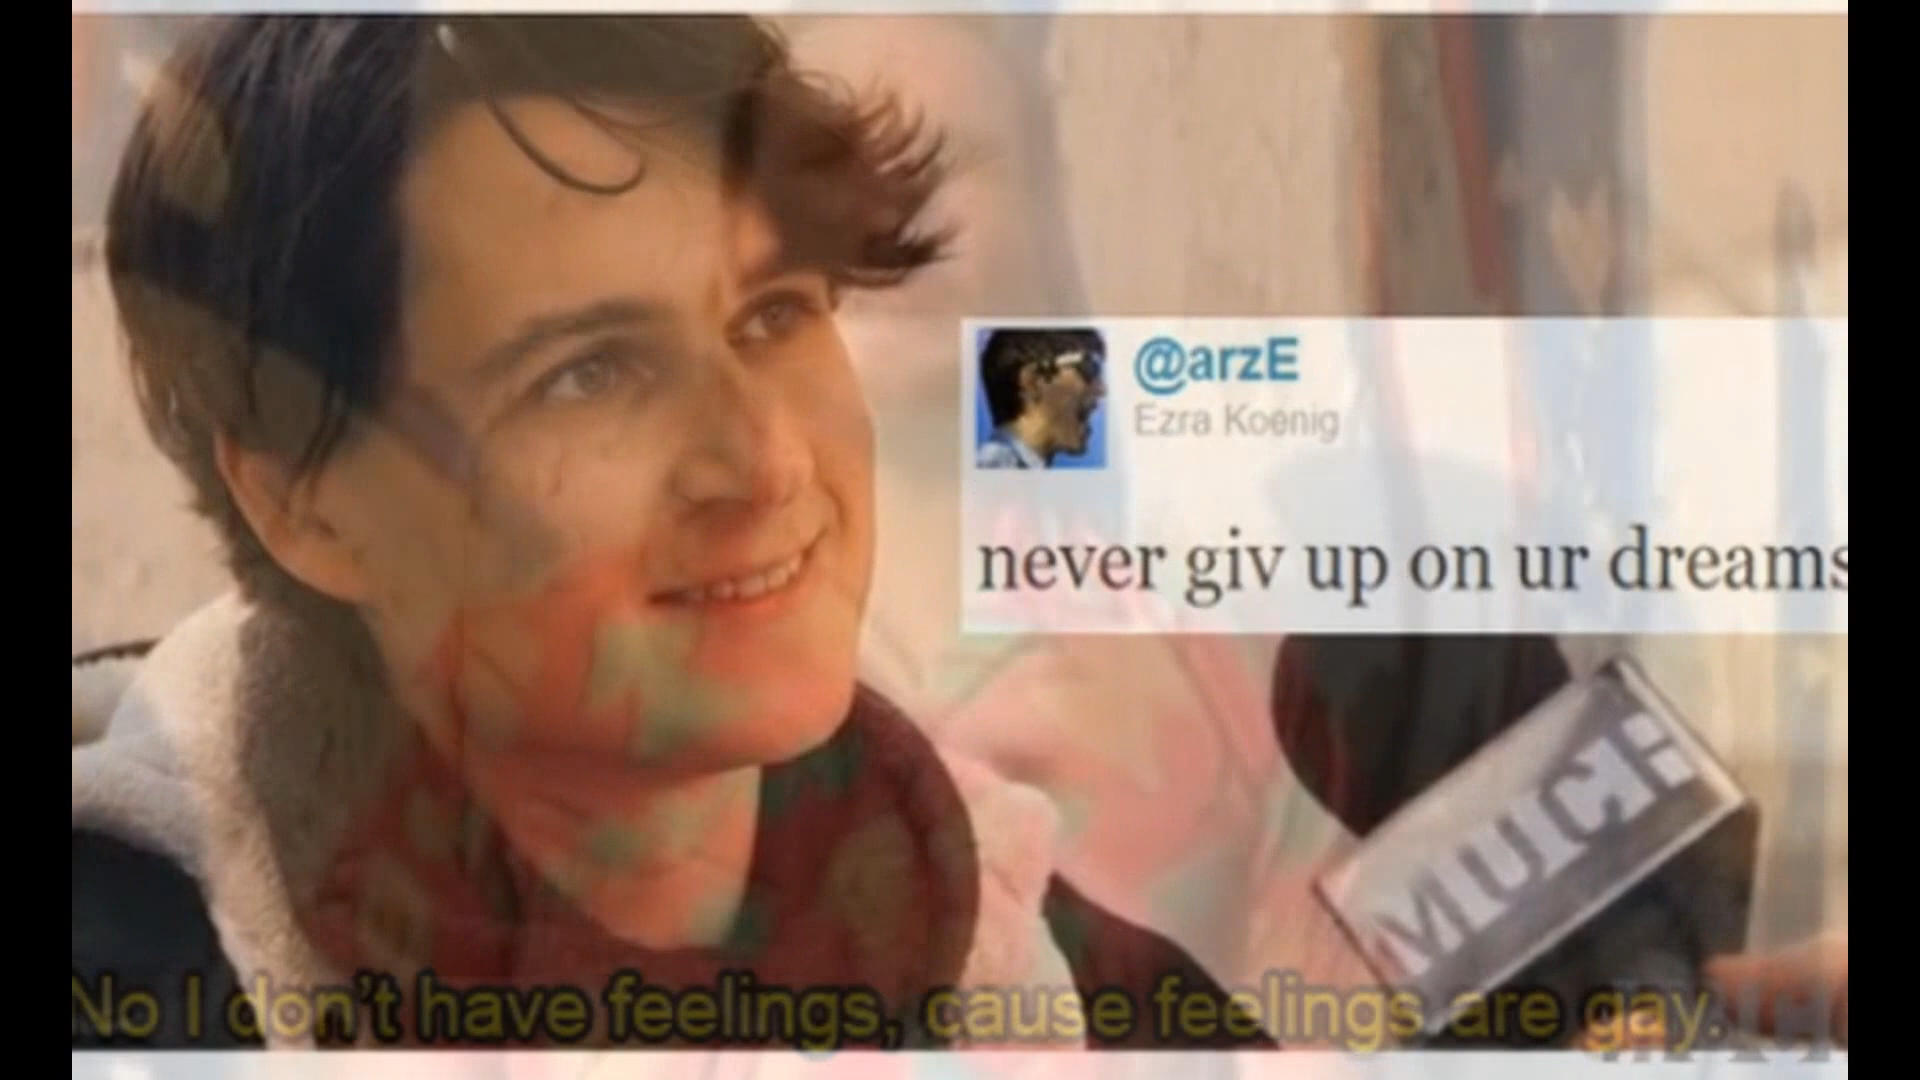 @arzE
Ezra Koenig
never giv up on ur dreams
MUCH
No I don't have feelings, cause feelings are gay.